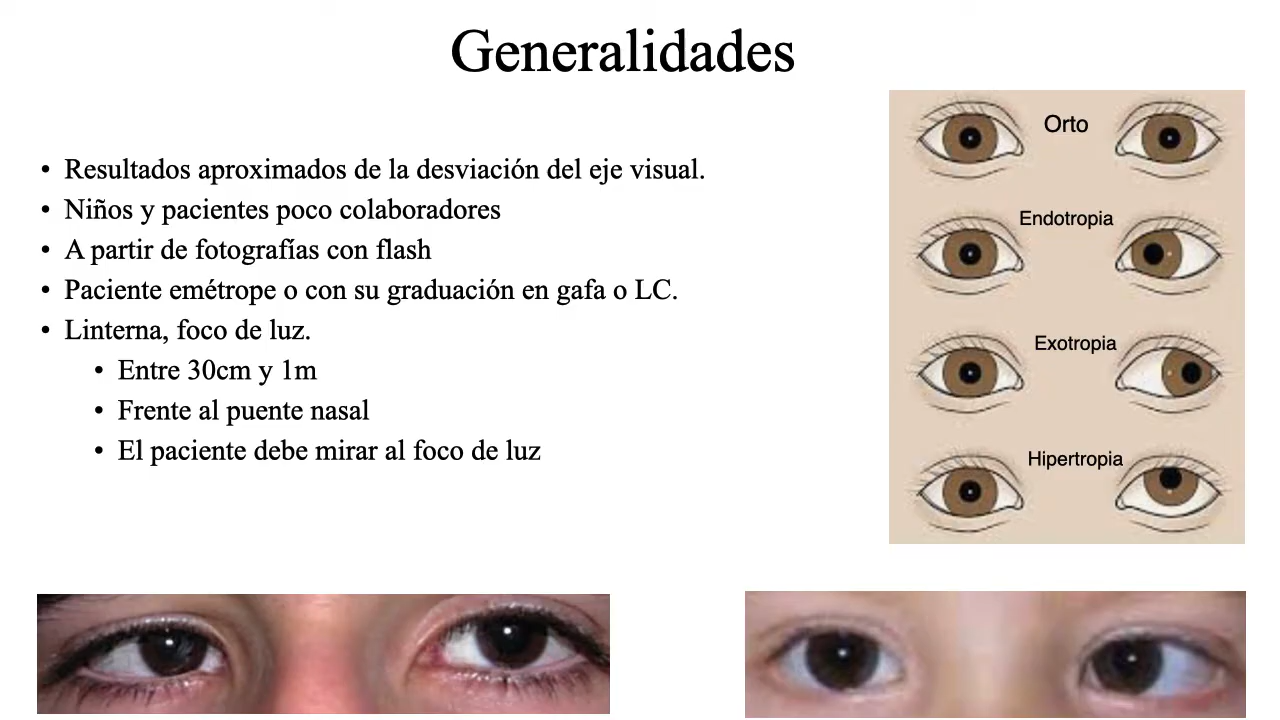 Generalidades
• Resultados aproximados de la desviación del eje visual.
• Niños y pacientes poco colaboradores
• A partir de fotografías con flash
• Paciente emétrope o con su graduación en gafa o LC.
• Linterna, foco de luz.
• Entre 30cm y 1m
• Frente al puente nasal
• El paciente debe mirar al foco de luz
Orto
Endotropia
Exotropia
Hipertropia